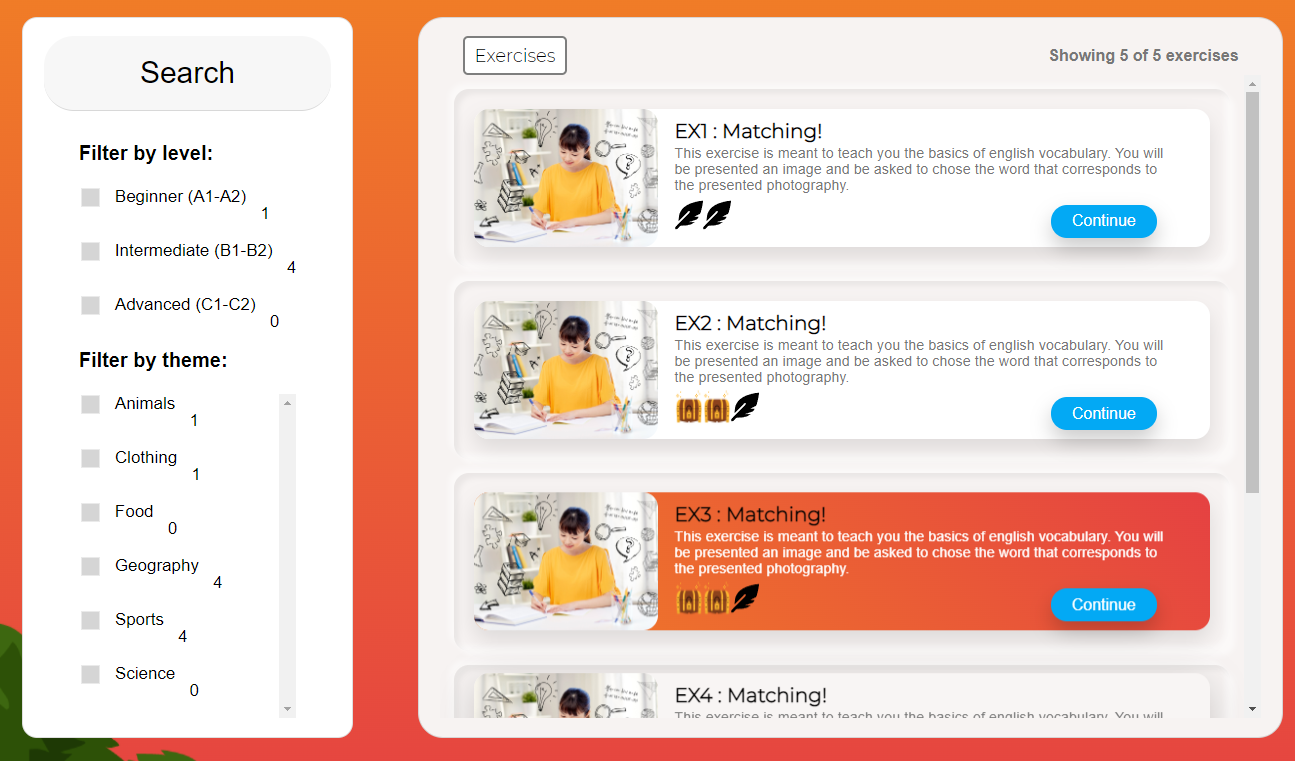 Search
Filter by level:
Beginner (A1-A2)
1
Intermediate (B1-B2)
4
Advanced (C1-C2)
0
Filter by theme:
Animals
1
Clothing
1
Food
0
Geography
4
Sports
4
Science
0
Exercises
Showing 5 of 5 exercises
EX1 : Matching!
This exercise is meant to teach you the basics of english vocabulary. You will
be presented an image and be asked to chose the word that corresponds to
the presented photography.
Continue
EX2 : Matching!
This exercise is meant to teach you the basics of english vocabulary. You will
be presented an image and be asked to chose the word that corresponds to
the presented photography.
Continue
EX3 : Matching!
This exercise is meant to teach you the basics of english vocabulary. You will
be presented an image and be asked to chose the word that corresponds to
the presented photography.
Continue
EX4 : Matching!
This exercise is meant to teach you the basics of english vocabulary. You will